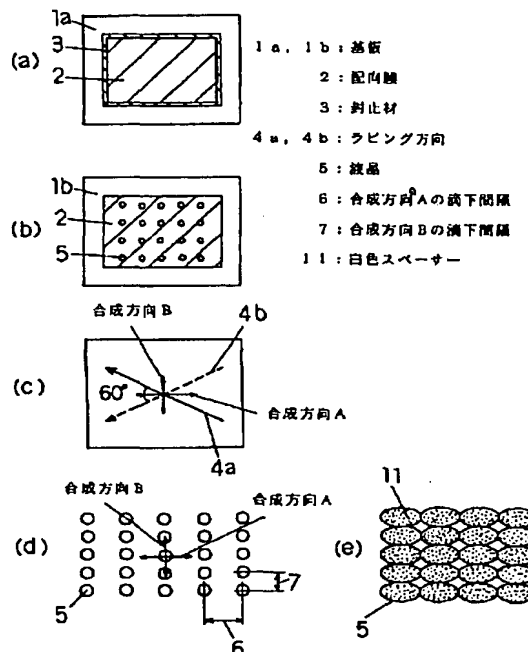 (a)
1a
3
2
1a, 1b : 基板
2 : 配向膜
3 : 封止材
4a, 4b : ラビング方向
5 : 液晶
6 : 合成方向Aの滴下間隔
7 : 合成方向Bの滴下間隔
11 : 白色スペーサー
(b)
1b
2
5
(c)
合成方向B
4b
60°
合成方向A
4a
(d)
合成方向B
合成方向A
5
7
6
(e)
11
5